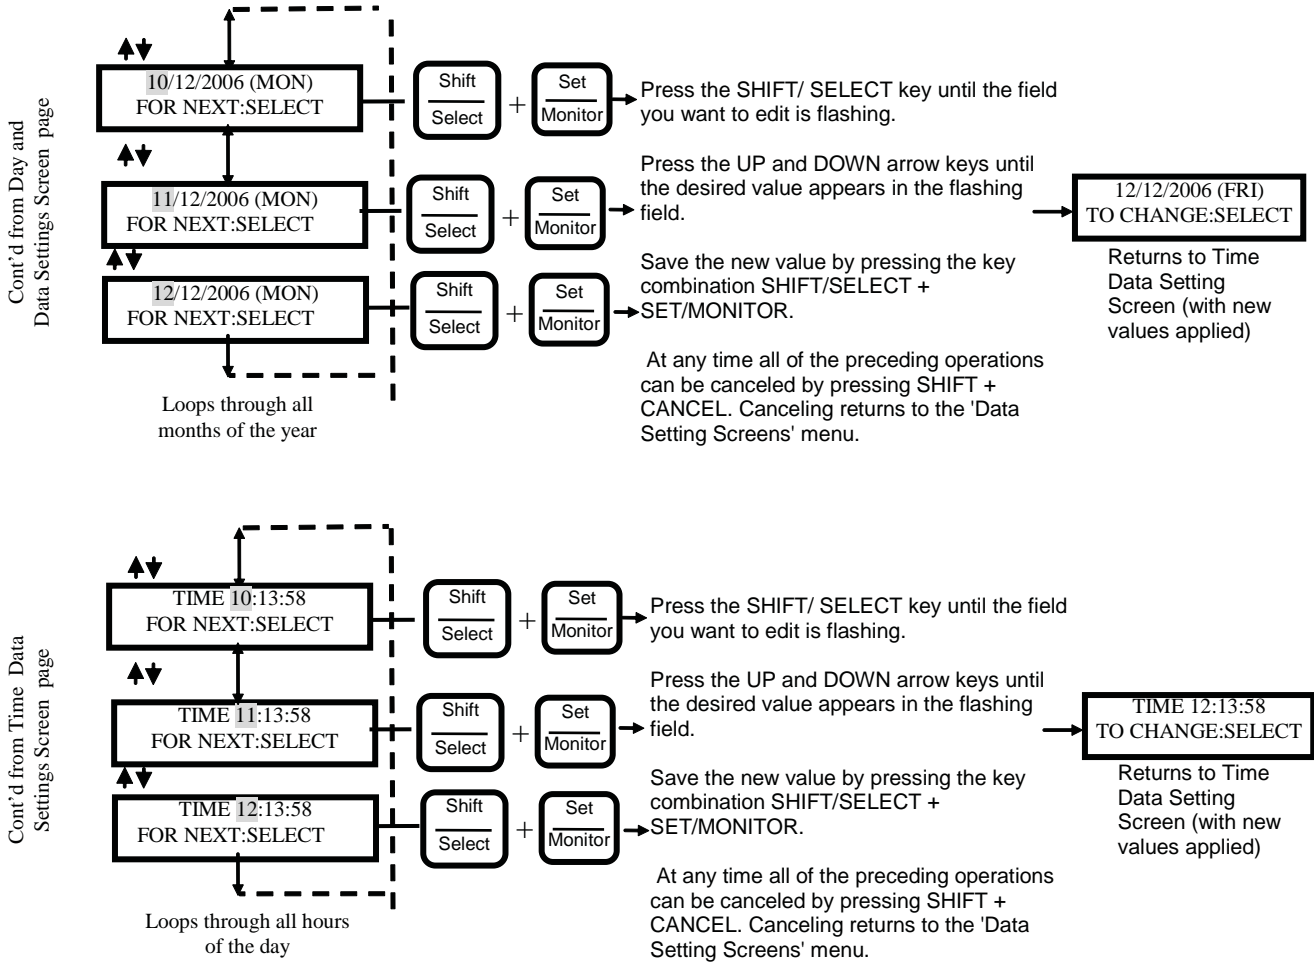 Cont'd from Day and
Data Settings Screen page
10/12/2006 (MON)
FOR NEXT:SELECT
Shift
Select
+
Set
Monitor
Press the SHIFT/ SELECT key until the field
you want to edit is flashing.
11/12/2006 (MON)
FOR NEXT:SELECT
Shift
Select
+
Set
Monitor
Press the UP and DOWN arrow keys until
the desired value appears in the flashing
field.
12/12/2006 (MON)
FOR NEXT:SELECT
Shift
Select
+
Set
Monitor
Save the new value by pressing the key
combination SHIFT/SELECT +
SET/MONITOR.
At any time all of the preceding operations
can be canceled by pressing SHIFT +
CANCEL. Canceling returns to the 'Data
Setting Screens' menu.
12/12/2006 (FRI)
TO CHANGE:SELECT
Returns to Time
Data Setting
Screen (with new
values applied)
Loops through all
months of the year
Cont'd from Time Data
Settings Screen page
TIME 10:13:58
FOR NEXT:SELECT
Shift
Select
+
Set
Monitor
Press the SHIFT/ SELECT key until the field
you want to edit is flashing.
TIME 11:13:58
FOR NEXT:SELECT
Shift
Select
+
Set
Monitor
Press the UP and DOWN arrow keys until
the desired value appears in the flashing
field.
TIME 12:13:58
FOR NEXT:SELECT
Shift
Select
+
Set
Monitor
Save the new value by pressing the key
combination SHIFT/SELECT +
SET/MONITOR.
At any time all of the preceding operations
can be canceled by pressing SHIFT +
CANCEL. Canceling returns to the 'Data
Setting Screens' menu.
TIME 12:13:58
TO CHANGE:SELECT
Returns to Time
Data Setting
Screen (with new
values applied)
Loops through all hours
of the day